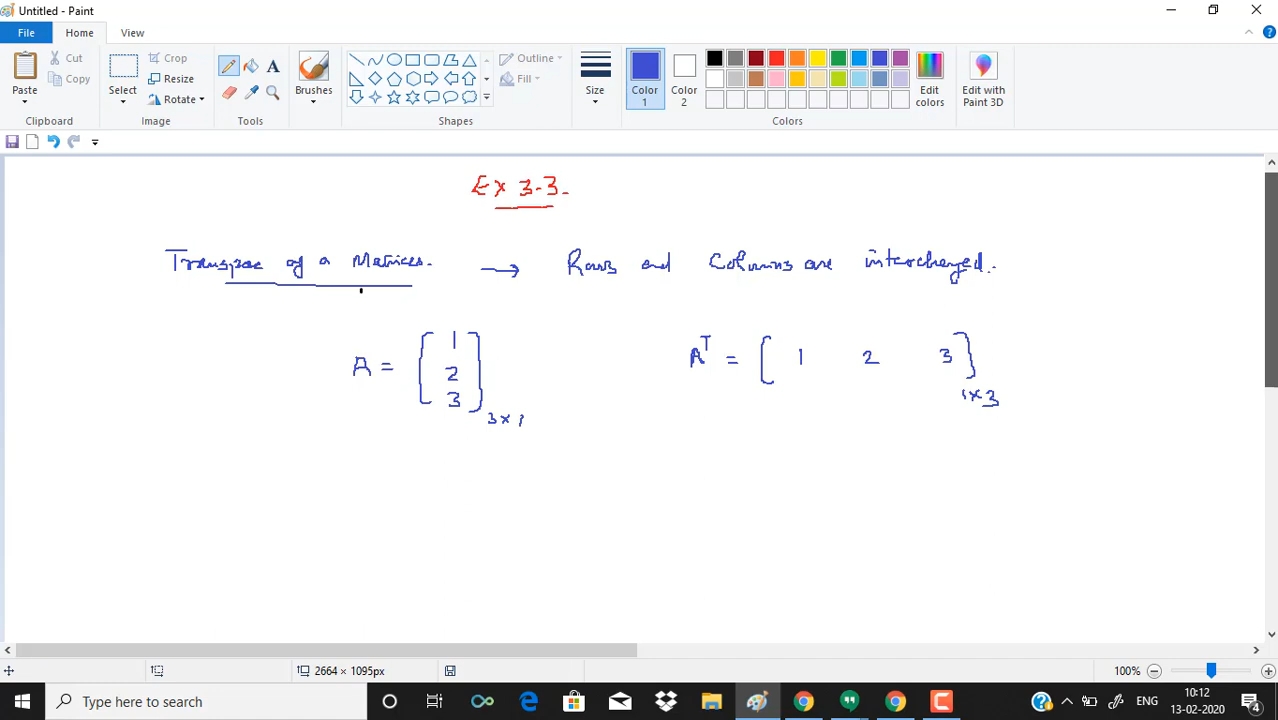 Untitled - Paint
File Home View
Paste
Cut
Copy
Clipboard
Select
Crop
Resize
Rotate
Image
Tools
Brushes
Outline
Fill
Shapes
Size
Color 1
Color 2
Colors
Edit colors
Edit with Paint 3D
Ex 3.3.
Transpose of a Matrices. → Rows and Columns are interchanged.
A = [ 1 2 3 ] 3×1
A^T = [ 1 2 3 ] 1×3
2664 × 1095px
100%
Type here to search
ENG
10:12
13-02-2020
4